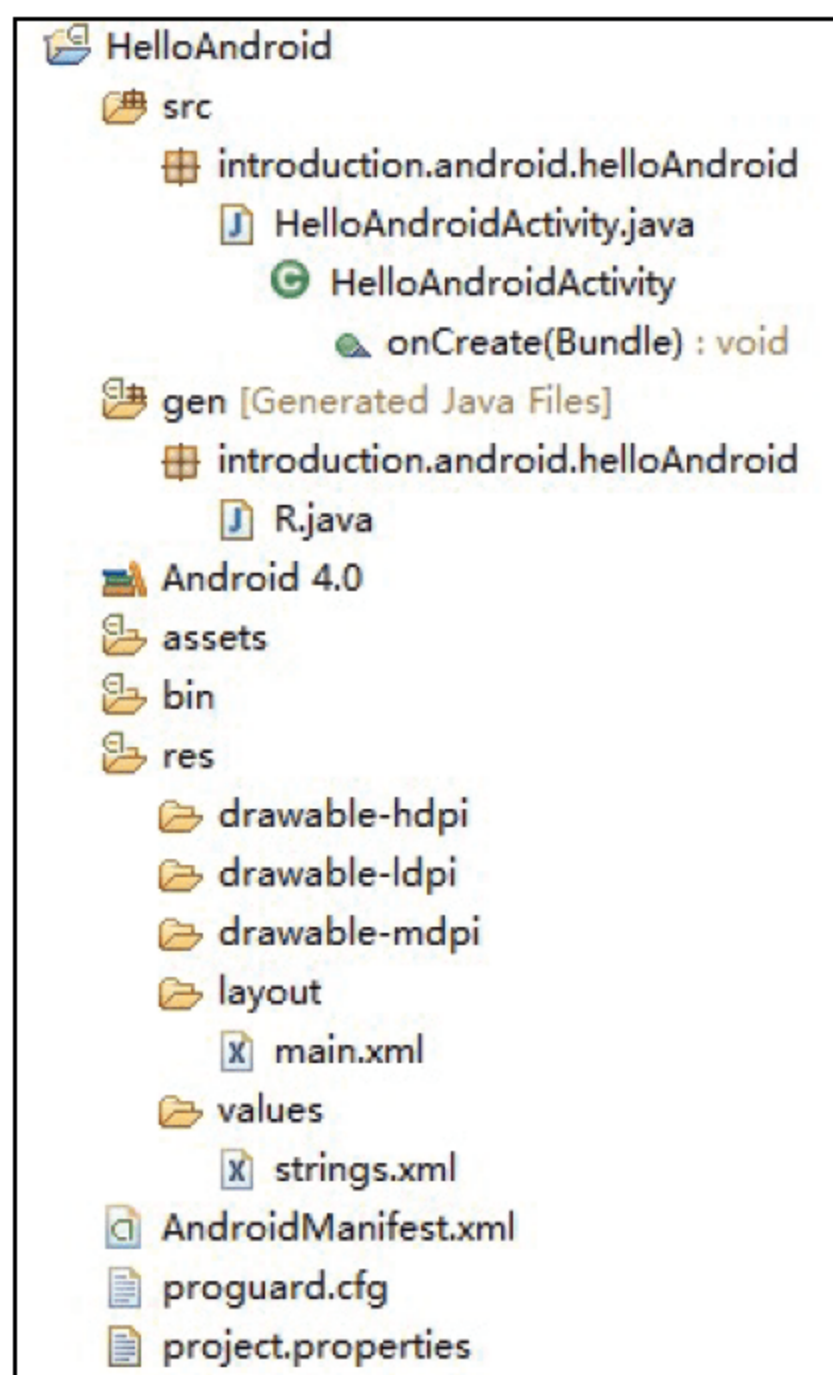 HelloAndroid
src
introduction.android.helloAndroid
HelloAndroidActivity.java
HelloAndroidActivity
onCreate(Bundle) : void
gen [Generated Java Files]
introduction.android.helloAndroid
R.java
Android 4.0
assets
bin
res
drawable-hdpi
drawable-ldpi
drawable-mdpi
layout
main.xml
values
strings.xml
AndroidManifest.xml
proguard.cfg
project.properties